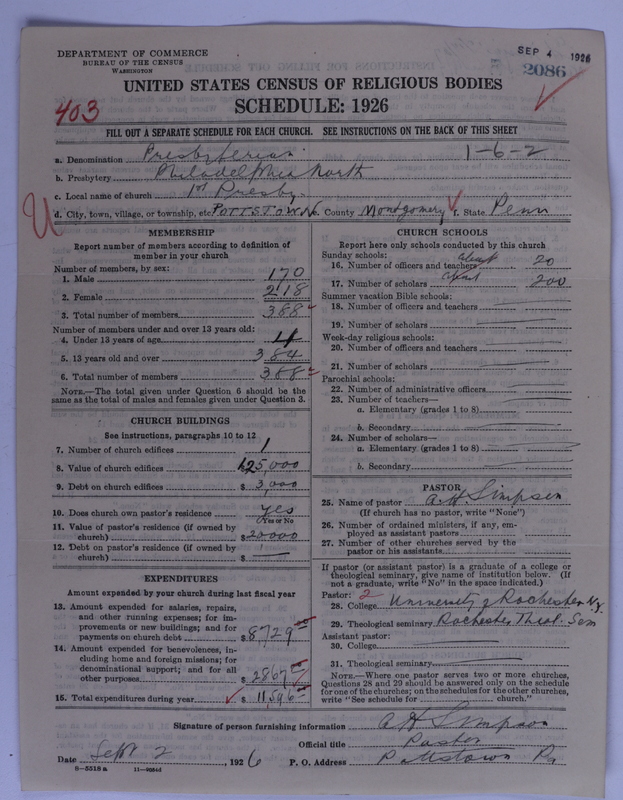 DEPARTMENT OF COMMERCE
BUREAU OF THE CENSUS
WASHINGTON
SEP 4 1926
2086
UNITED STATES CENSUS OF RELIGIOUS BODIES
SCHEDULE: 1926
403
FILL OUT A SEPARATE SCHEDULE FOR EACH CHURCH. SEE INSTRUCTIONS ON THE BACK OF THIS SHEET
a. Denomination Presbyterian 1-6-2
b. Presbytery Philadelphia North
c. Local name of church 1st Presby.
d. City, town, village, or township, etc. POTTSTOWN e. County Montgomery f. State Penn
MEMBERSHIP
Report number of members according to definition of
member in your church
Number of members, by sex:
1. Male 170
2. Female 218
3. Total number of members 388
Number of members under and over 13 years old:
4. Under 13 years of age 4
5. 13 years old and over 384
6. Total number of members 388
NOTE.—The total given under Question 6 should be the
same as the total of males and females given under Question 3.
CHURCH BUILDINGS
See instructions, paragraphs 10 to 12
7. Number of church edifices 1
8. Value of church edifices 125,000
9. Debt on church edifices $ 3,000
10. Does church own pastor's residence yes
Yes or No
11. Value of pastor's residence (if owned by
church) $ 20000
12. Debt on pastor's residence (if owned by
church) $ —
EXPENDITURES
Amount expended by your church during last fiscal year
13. Amount expended for salaries, repairs,
and other running expenses; for im-
provements or new buildings; and for
payments on church debt $ 8729
14. Amount expended for benevolences, in-
cluding home and foreign missions; for
denominational support; and for all
other purposes $ 2867
15. Total expenditures during year $ 11596
CHURCH SCHOOLS
Report here only schools conducted by this church
Sunday schools:
16. Number of officers and teachers about 20
17. Number of scholars about 200
Summer vacation Bible schools:
18. Number of officers and teachers
19. Number of scholars
Week-day religious schools:
20. Number of officers and teachers
21. Number of scholars
Parochial schools:
22. Number of administrative officers
23. Number of teachers—
a. Elementary (grades 1 to 8)
b. Secondary
24. Number of scholars—
a. Elementary (grades 1 to 8)
b. Secondary
PASTOR
25. Name of pastor A. H. Simpson
(If church has no pastor, write "None")
26. Number of ordained ministers, if any, em-
ployed as assistant pastors
27. Number of other churches served by the
pastor or his assistants
If pastor (or assistant pastor) is a graduate of a college or
theological seminary, give name of institution below. (If
not a graduate, write "No" in the space indicated.)
Pastor: 2
28. College University of Rochester N.Y.
29. Theological seminary Rochester Theol. Sem
Assistant pastor:
30. College
31. Theological seminary
NOTE.—Where one pastor serves two or more churches,
Questions 28 and 29 should be answered only on the schedule
for one of the churches; on the schedules for the other churches,
write "See schedule for church."
Signature of person furnishing information A H Simpson
Official title Pastor
Date Sept 2, 1926 P. O. Address Pottstown Pa
8—5518a